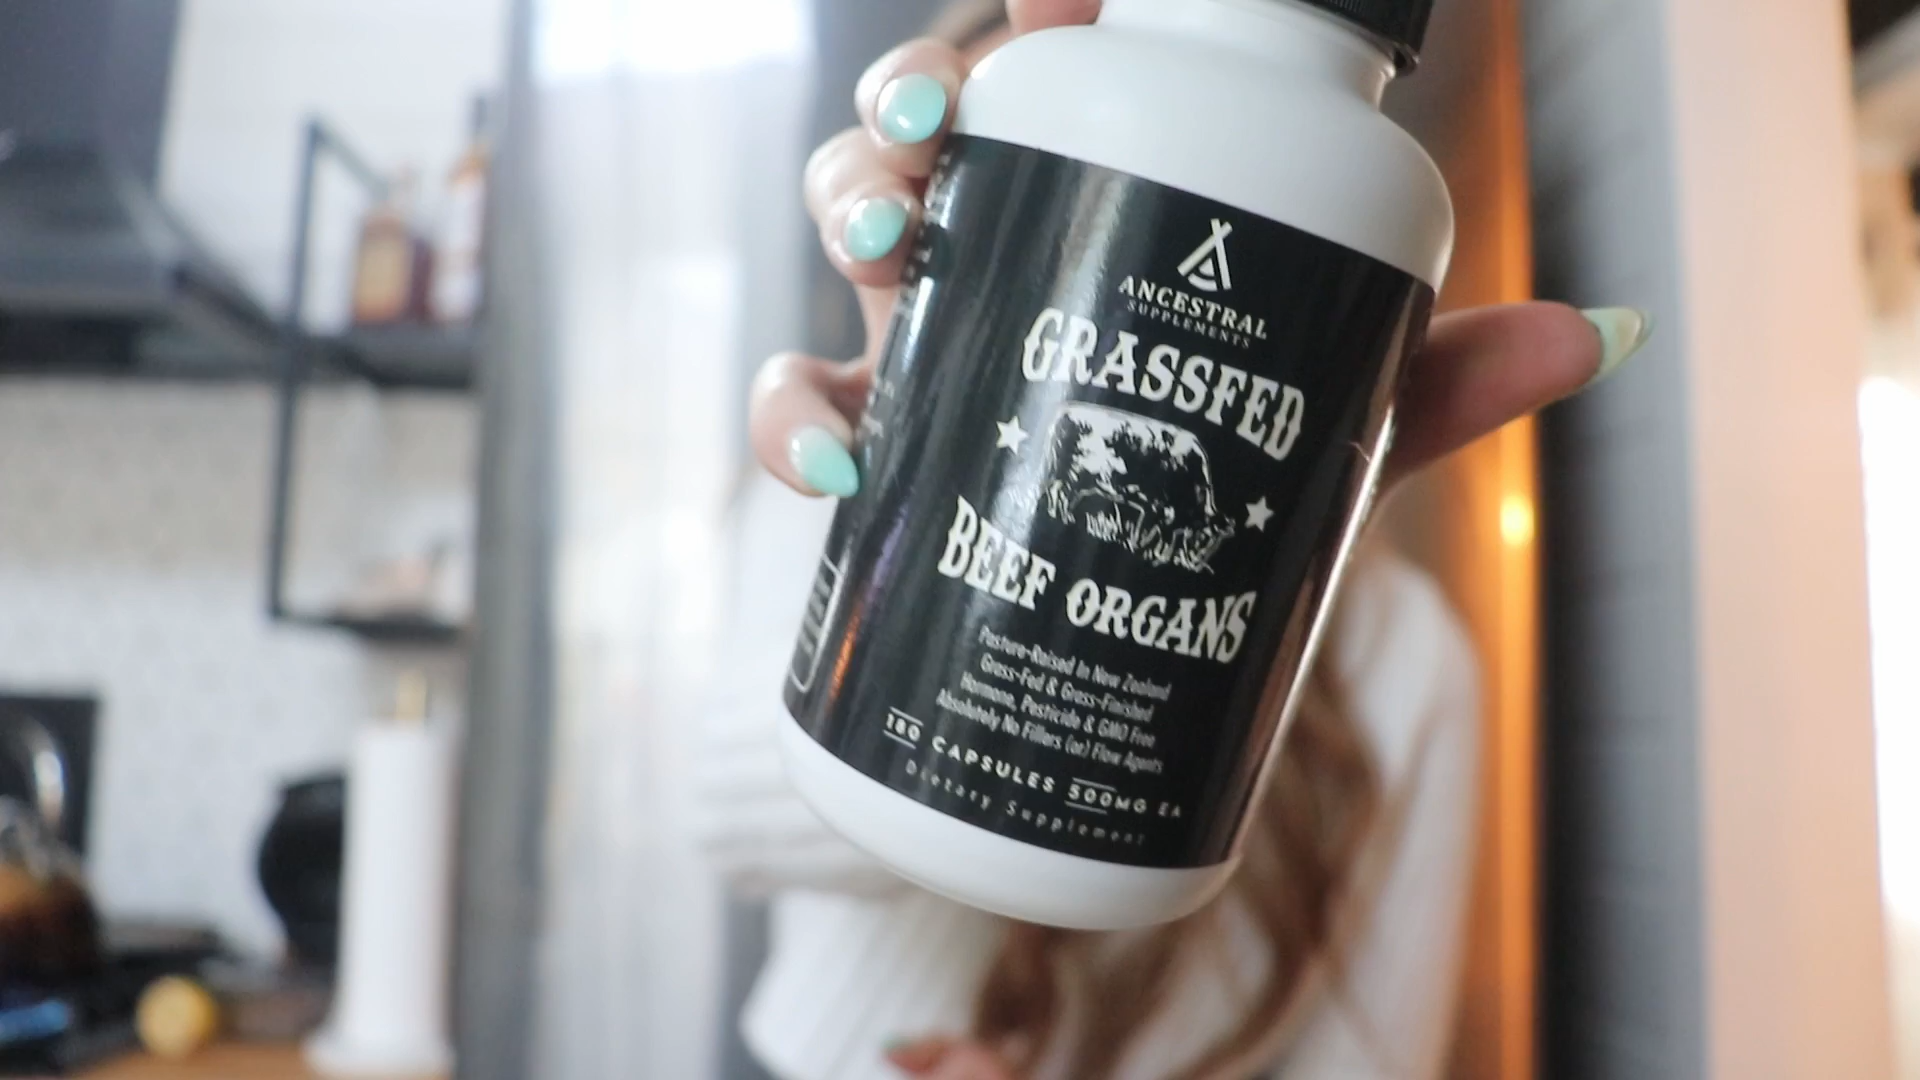 ANCESTRAL
SUPPLEMENTS
GRASSFED
BEEF ORGANS
Pasture-Raised In New Zealand
Grass-Fed & Grass-Finished
Hormone, Pesticide & GMO Free
Absolutely No Fillers (or) Flow Agents
180 CAPSULES 500MG EA
Dietary Supplement